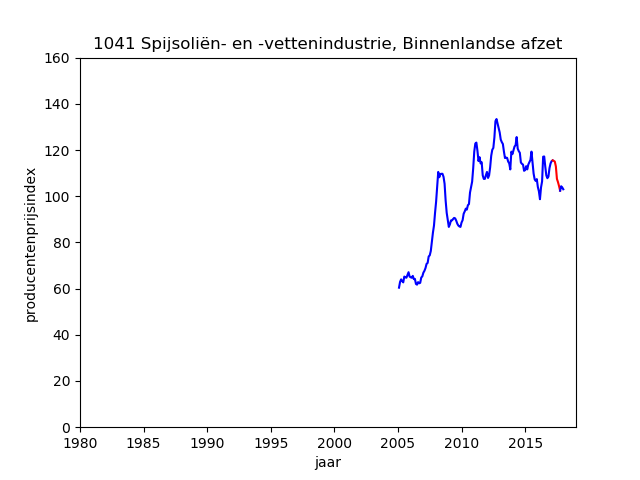 1041 Spijsoliën- en -vettenindustrie, Binnenlandse afzet
160
140
120
100
80
60
40
20
0
producentenprijsindex
1980 1985 1990 1995 2000 2005 2010 2015
jaar